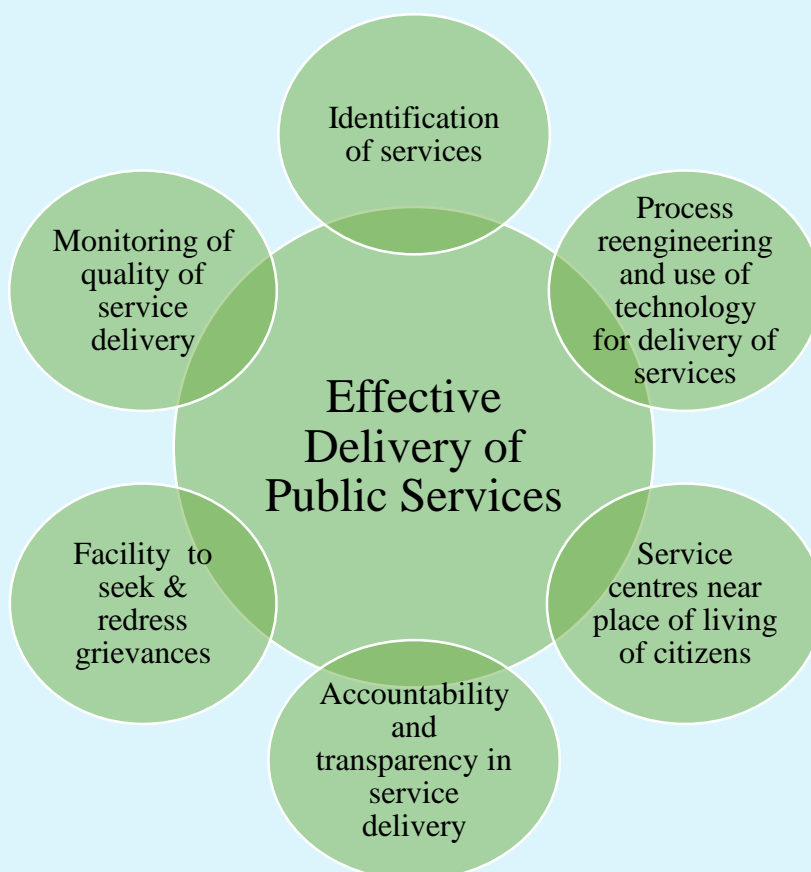 Identification
of services
Process
reengineering
and use of
technology
for delivery of
services
Service
centres near
place of living
of citizens
Accountability
and
transparency in
service
delivery
Facility to
seek &
redress
grievances
Monitoring of
quality of
service
delivery
Effective
Delivery of
Public Services